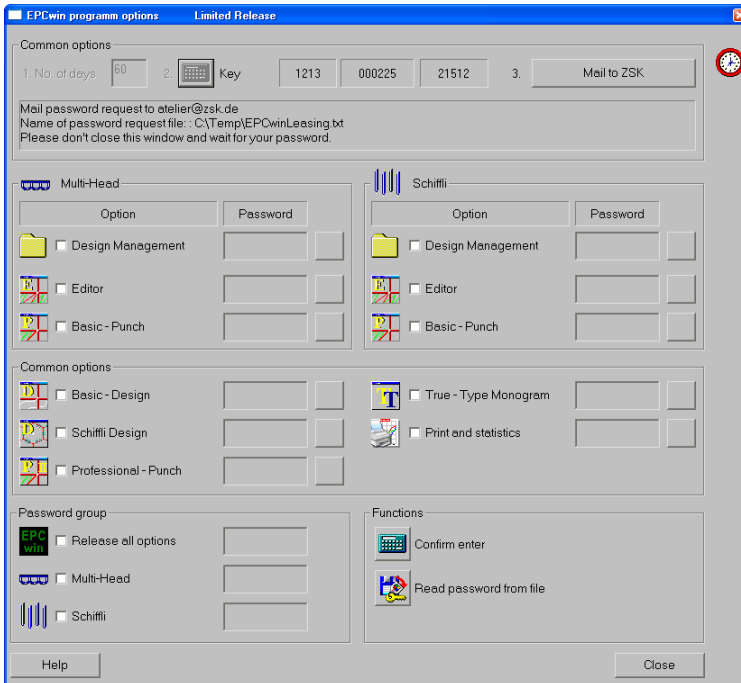 EPCwin programm options Limited Release
Common options
1. No. of days 60 2. Key 1213 000225 21512 3. Mail to ZSK
Mail password request to atelier@zsk.de
Name of password request file: : C:\Temp\EPCwinLeasing.txt
Please don't close this window and wait for your password.
Multi-Head Schiffli
Option Password Option Password
Design Management Design Management
Editor Editor
Basic - Punch Basic - Punch
Common options
Basic - Design True - Type Monogram
Schiffli Design Print and statistics
Professional - Punch
Password group Functions
EPC win Release all options Confirm enter
Multi-Head Read password from file
Schiffli
Help Close